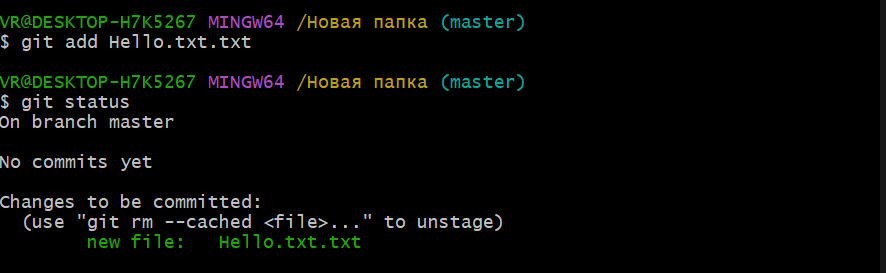 VR@DESKTOP-H7K5267 MINGW64 /Новая папка (master)
$ git add Hello.txt.txt
VR@DESKTOP-H7K5267 MINGW64 /Новая папка (master)
$ git status
On branch master
No commits yet
Changes to be committed:
(use "git rm --cached <file>..." to unstage)
new file: Hello.txt.txt